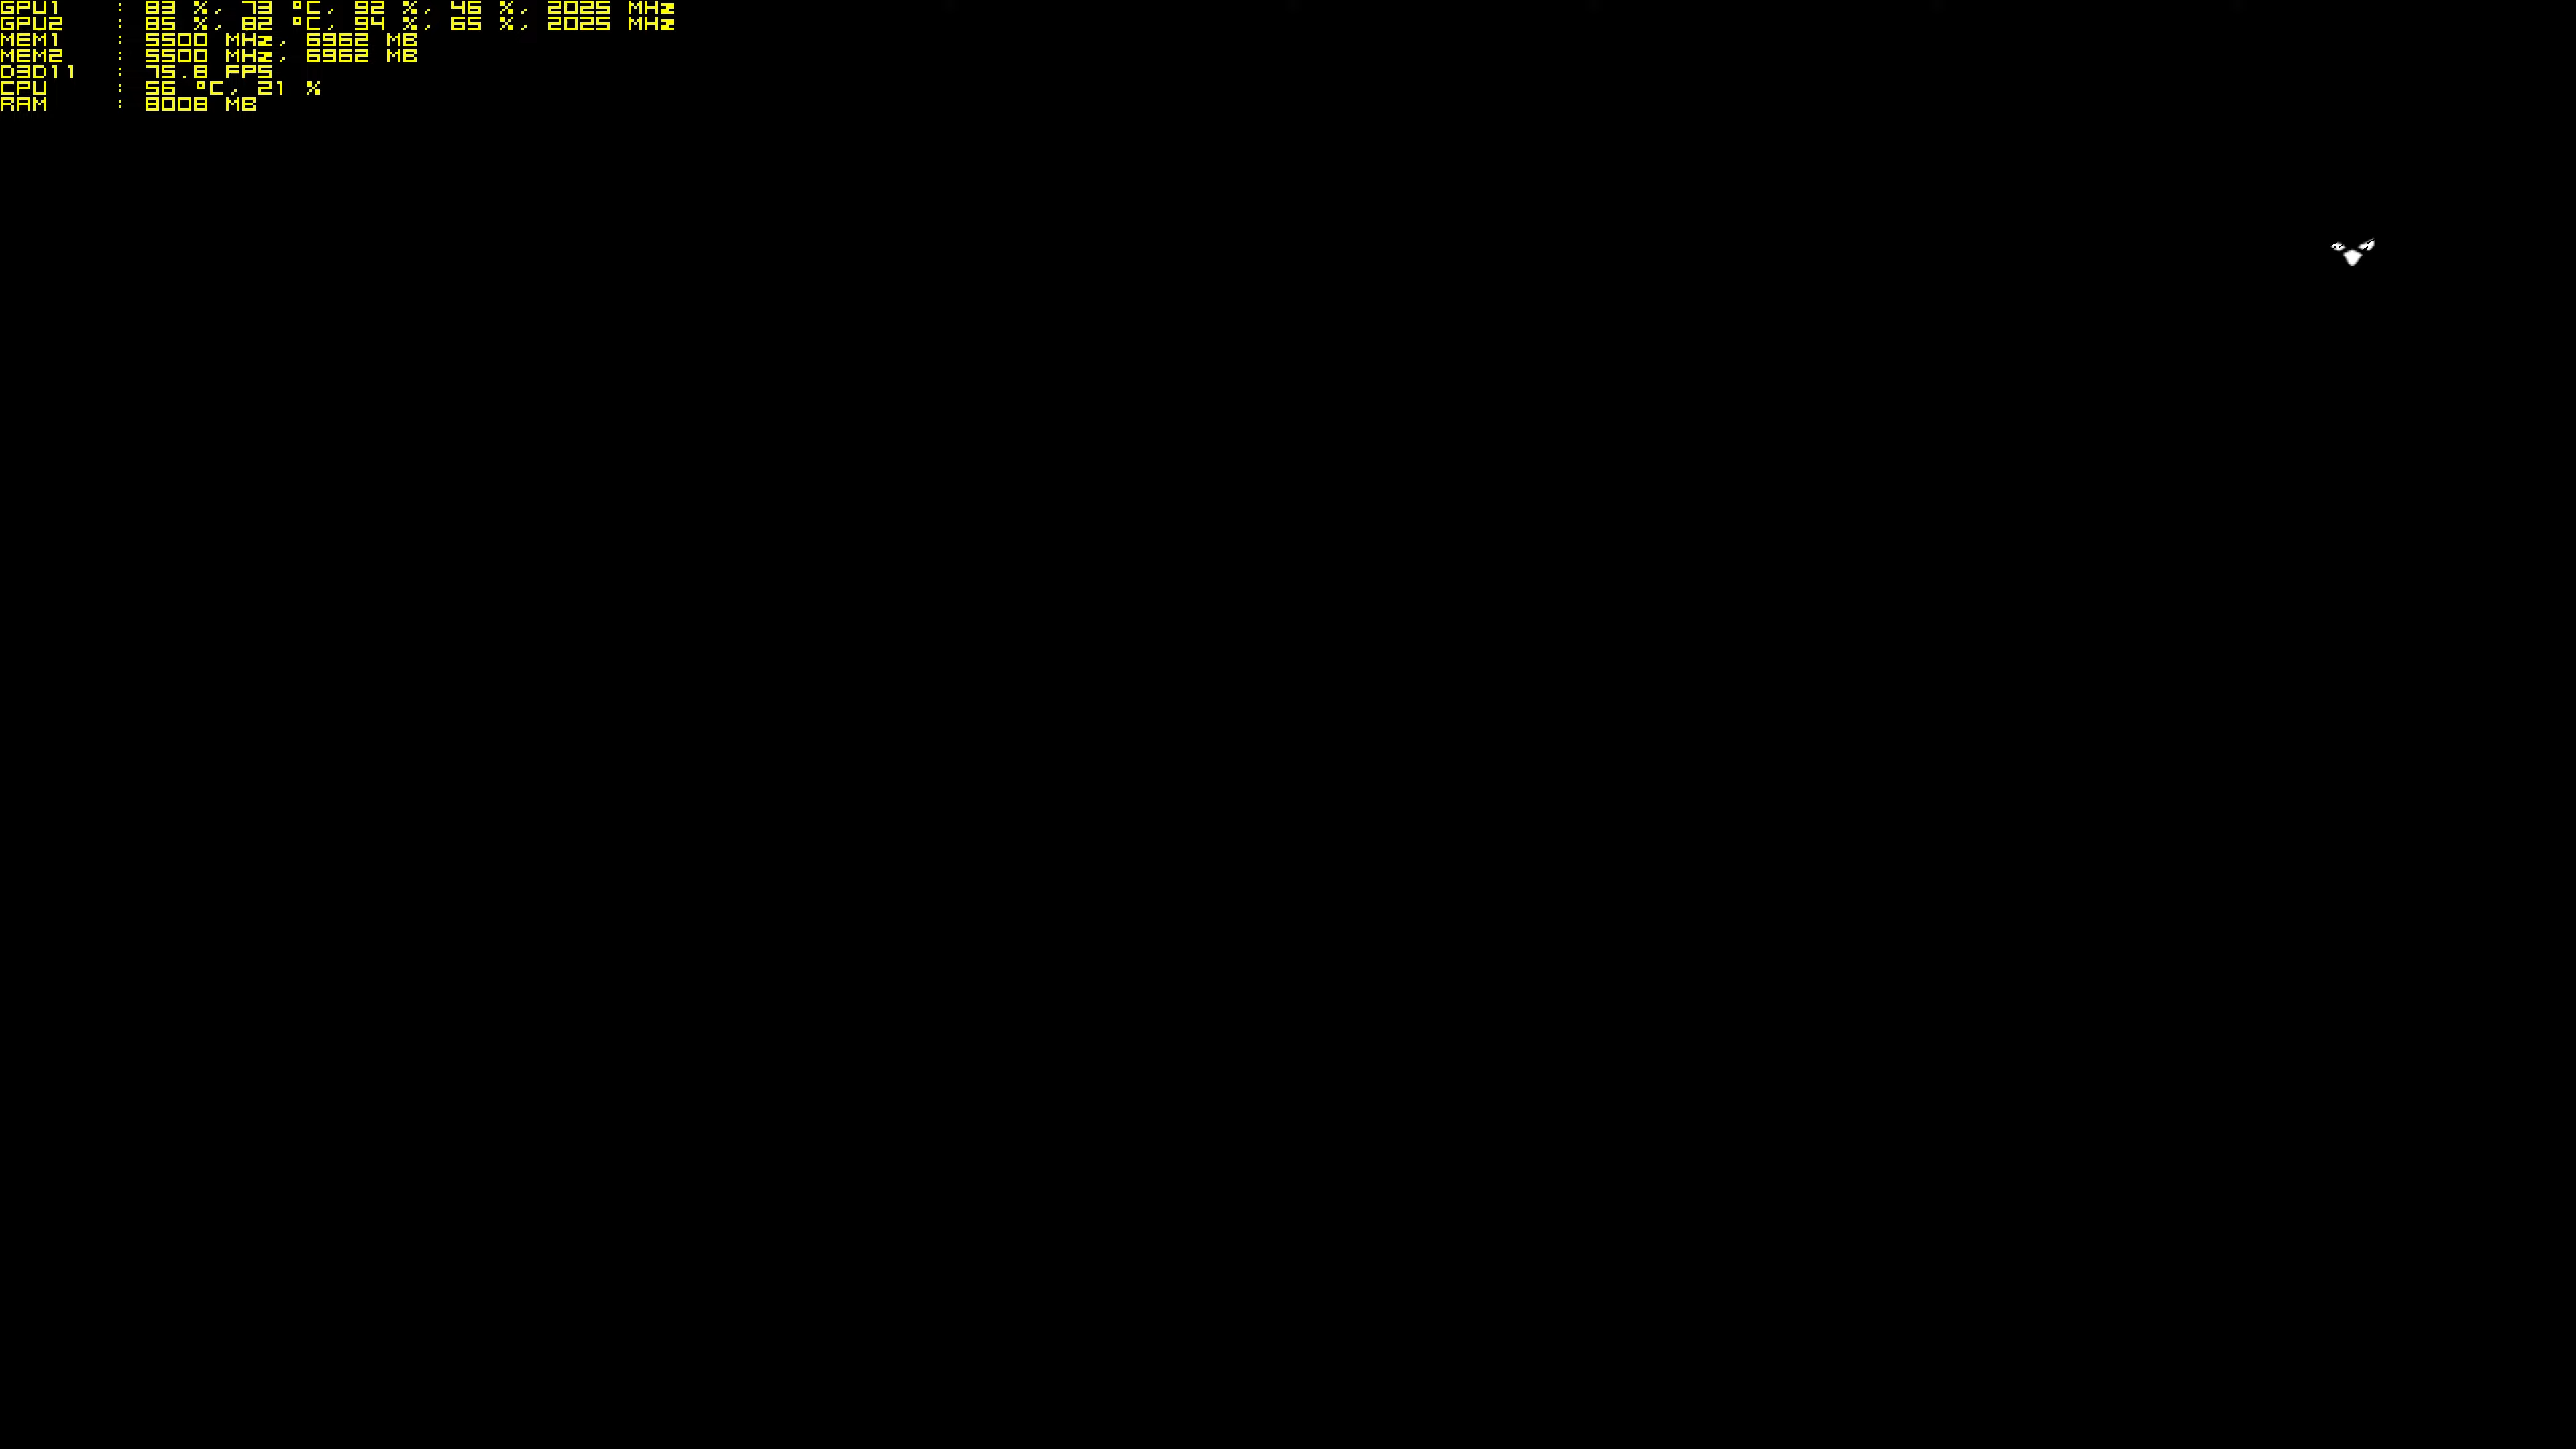 GPU1 : 83 %, 73 °C, 92 %, 46 %, 2025 MHz
GPU2 : 85 %, 82 °C, 94 %, 65 %, 2025 MHz
MEM1 : 5500 MHz, 6962 MB
MEM2 : 5500 MHz, 6962 MB
D3D11 : 75.8 FPS
CPU : 56 °C, 21 %
RAM : 8008 MB